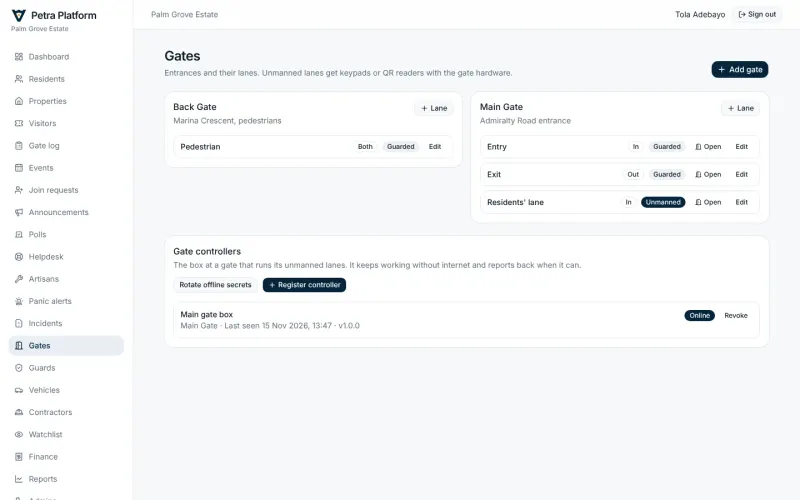 Petra Platform
Palm Grove Estate
Palm Grove Estate
Tola Adebayo
Sign out
Dashboard
Residents
Properties
Visitors
Gate log
Events
Join requests
Announcements
Polls
Helpdesk
Artisans
Panic alerts
Incidents
Gates
Guards
Vehicles
Contractors
Watchlist
Finance
Reports
Gates
Entrances and their lanes. Unmanned lanes get keypads or QR readers with the gate hardware.
+ Add gate
Back Gate
+ Lane
Marina Crescent, pedestrians
Pedestrian Both Guarded Edit
Main Gate
+ Lane
Admiralty Road entrance
Entry In Guarded Open Edit
Exit Out Guarded Open Edit
Residents' lane In Unmanned Open Edit
Gate controllers
The box at a gate that runs its unmanned lanes. It keeps working without internet and reports back when it can.
Rotate offline secrets + Register controller
Main gate box
Main Gate · Last seen 15 Nov 2026, 13:47 · v1.0.0
Online Revoke